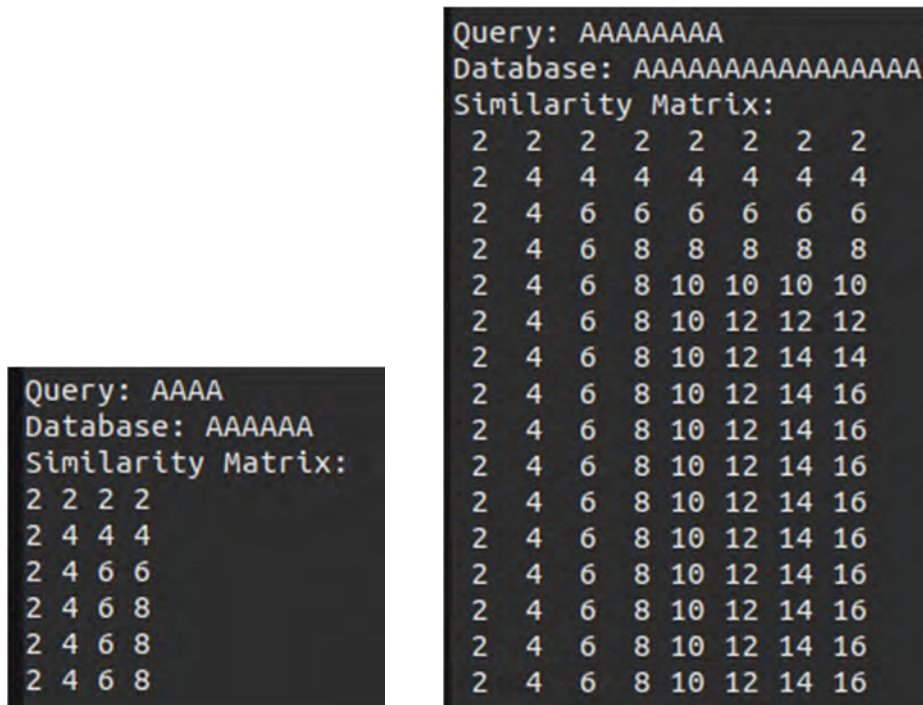 Query: AAAA
Database: AAAAAA
Similarity Matrix:
2 2 2 2
2 4 4 4
2 4 6 6
2 4 6 8
2 4 6 8
2 4 6 8
Query: AAAAAAAA
Database: AAAAAAAAAAAAAAAA
Similarity Matrix:
2 2 2 2 2 2 2 2
2 4 4 4 4 4 4 4
2 4 6 6 6 6 6 6
2 4 6 8 8 8 8 8
2 4 6 8 10 10 10 10
2 4 6 8 10 12 12 12
2 4 6 8 10 12 14 14
2 4 6 8 10 12 14 16
2 4 6 8 10 12 14 16
2 4 6 8 10 12 14 16
2 4 6 8 10 12 14 16
2 4 6 8 10 12 14 16
2 4 6 8 10 12 14 16
2 4 6 8 10 12 14 16
2 4 6 8 10 12 14 16
2 4 6 8 10 12 14 16